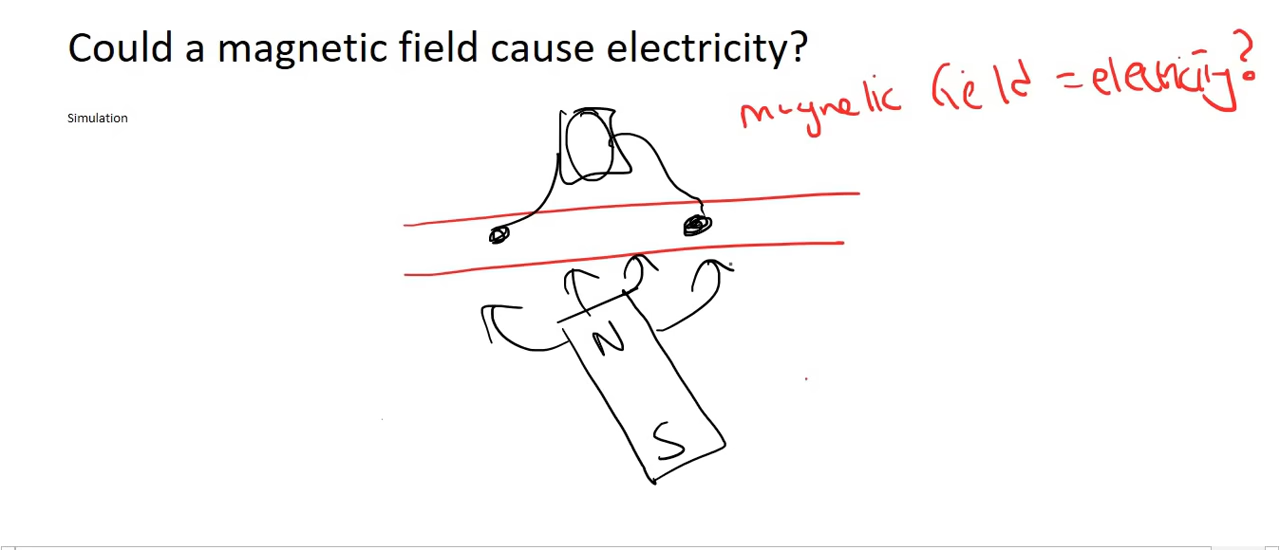 Could a magnetic field cause electricity?
magnetic field = electricity?
Simulation
N
S